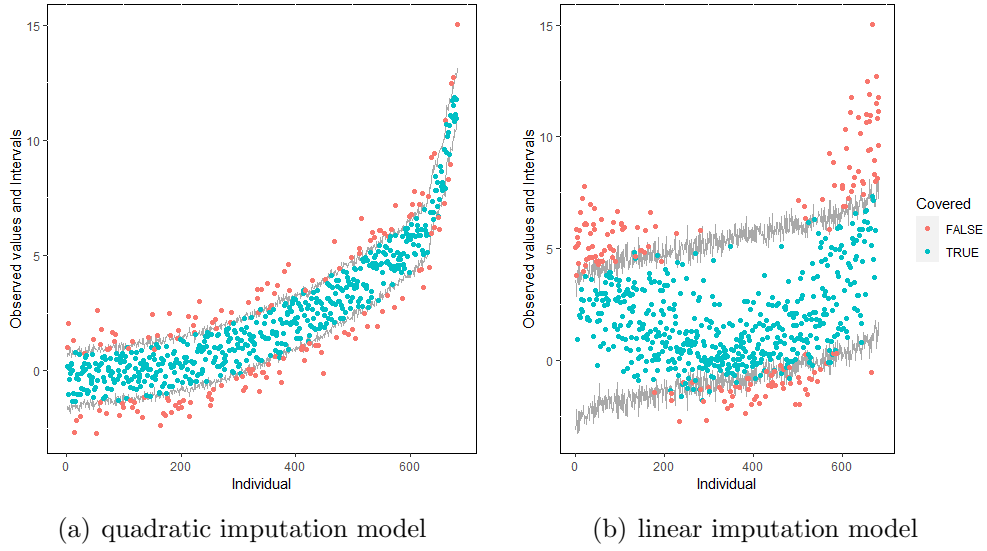 15
10
5
0
Observed values and Intervals
0
200
400
600
Individual
(a) quadratic imputation model
15
10
5
0
Observed values and Intervals
0
200
400
600
Individual
(b) linear imputation model
Covered
FALSE
TRUE